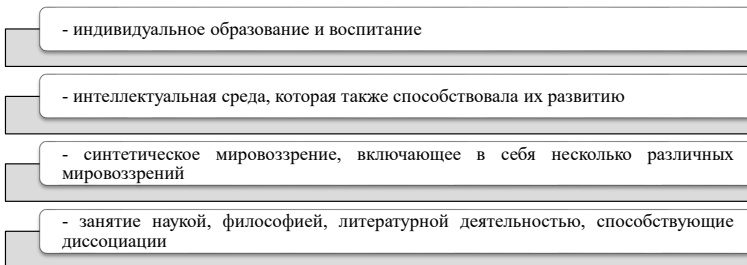 - индивидуальное образование и воспитание
- интеллектуальная среда, которая также способствовала их развитию
- синтетическое мировоззрение, включающее в себя несколько различных
мировоззрений
- занятие наукой, философией, литературной деятельностью, способствующие
диссоциации